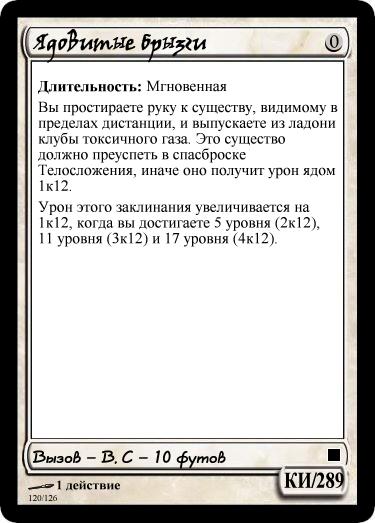 Ядовитые брызги 0
Длительность: Мгновенная
Вы простираете руку к существу, видимому в
пределах дистанции, и выпускаете из ладони
клубы токсичного газа. Это существо
должно преуспеть в спасброске
Телосложения, иначе оно получит урон ядом
1к12.
Урон этого заклинания увеличивается на
1к12, когда вы достигаете 5 уровня (2к12),
11 уровня (3к12) и 17 уровня (4к12).
Вызов – В, С – 10 футов
1 действие
КИ/289
120/126